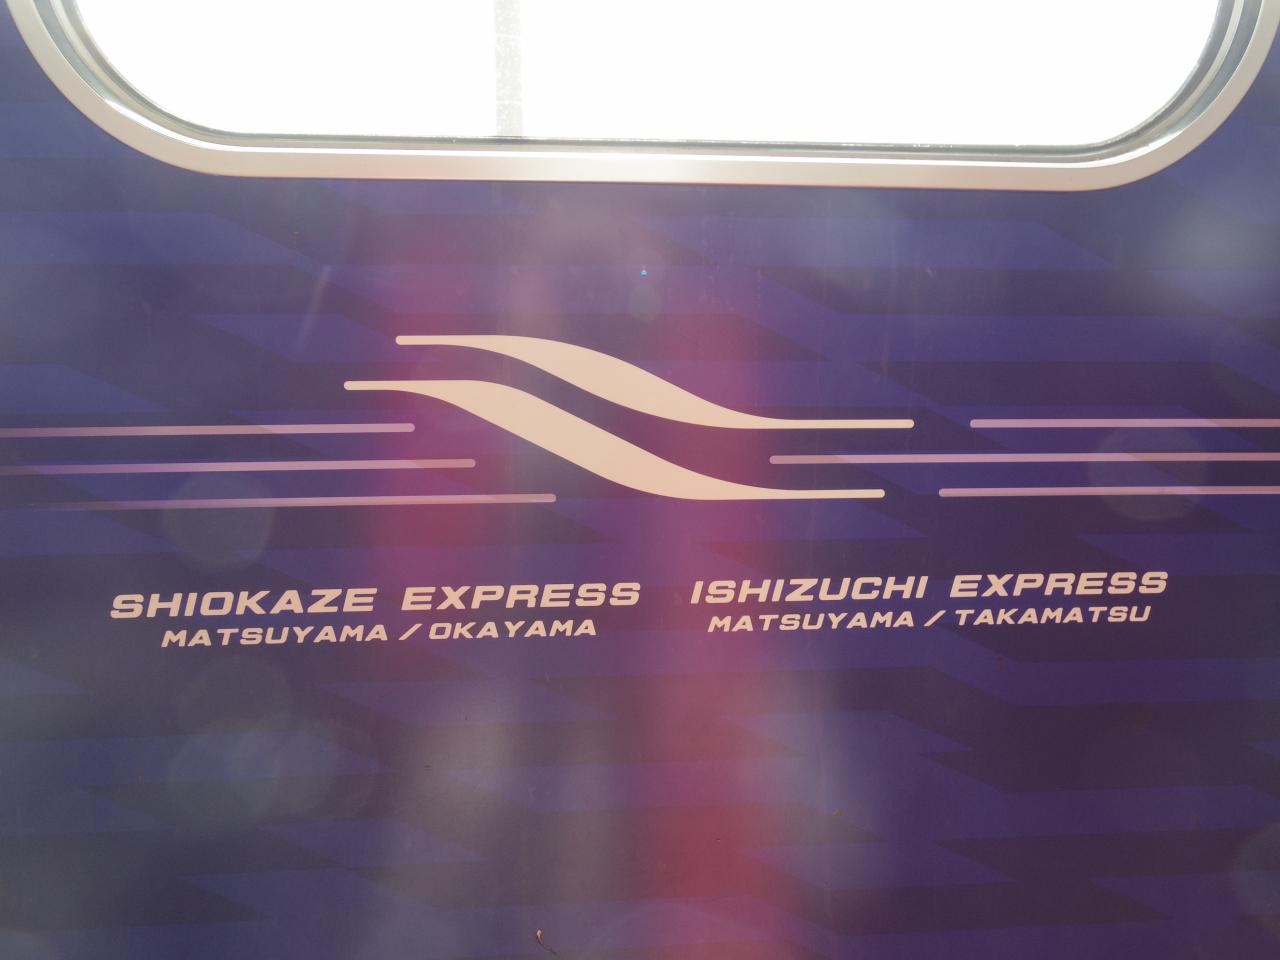 SHIOKAZE EXPRESS
MATSUYAMA / OKAYAMA
ISHIZUCHI EXPRESS
MATSUYAMA / TAKAMATSU